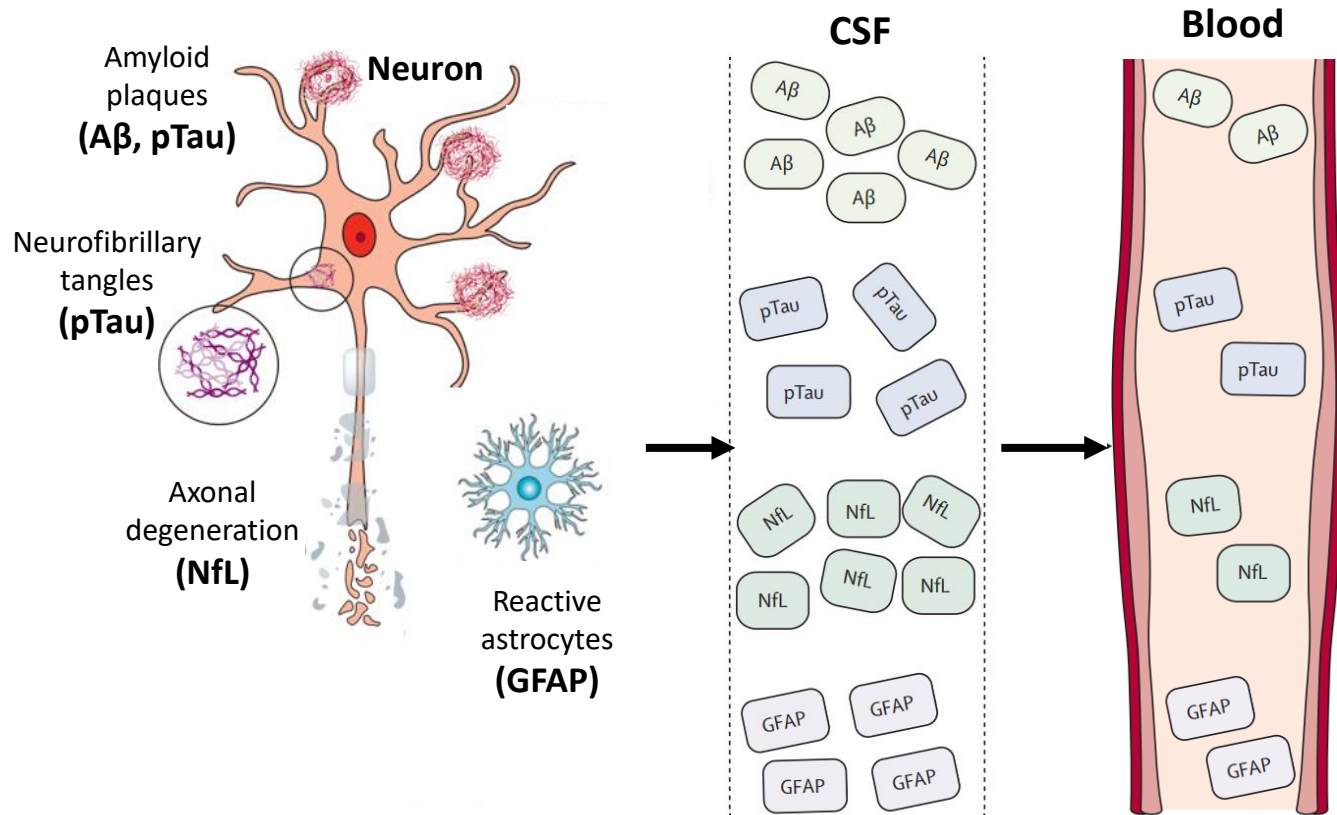 Amyloid
plaques
(Aβ, pTau)
Neuron
Neurofibrillary
tangles
(pTau)
Axonal
degeneration
(NfL)
Reactive
astrocytes
(GFAP)
CSF
Aβ
Aβ
Aβ
Aβ
Aβ
pTau
pTau
pTau
pTau
NfL
NfL
NfL
NfL
NfL
NfL
GFAP
GFAP
GFAP
GFAP
Blood
Aβ
Aβ
pTau
pTau
NfL
NfL
GFAP
GFAP